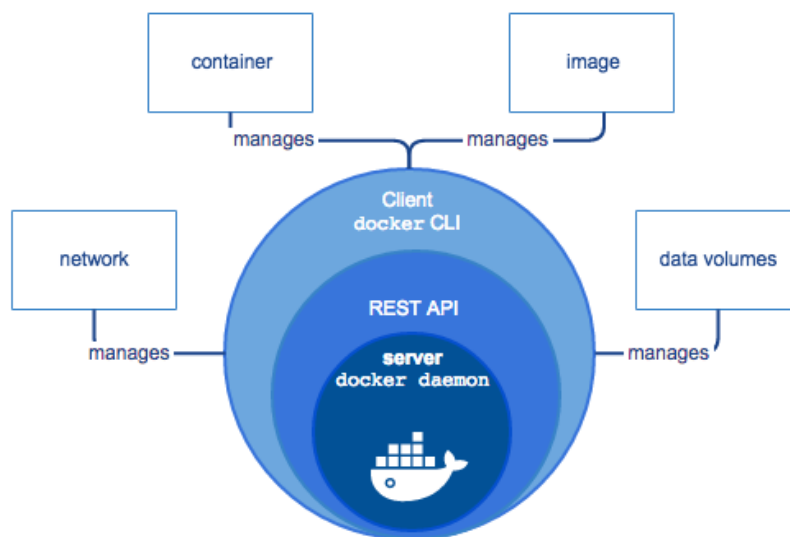 container
image
manages
manages
Client
docker CLI
network
data volumes
REST API
manages
server
manages
docker daemon